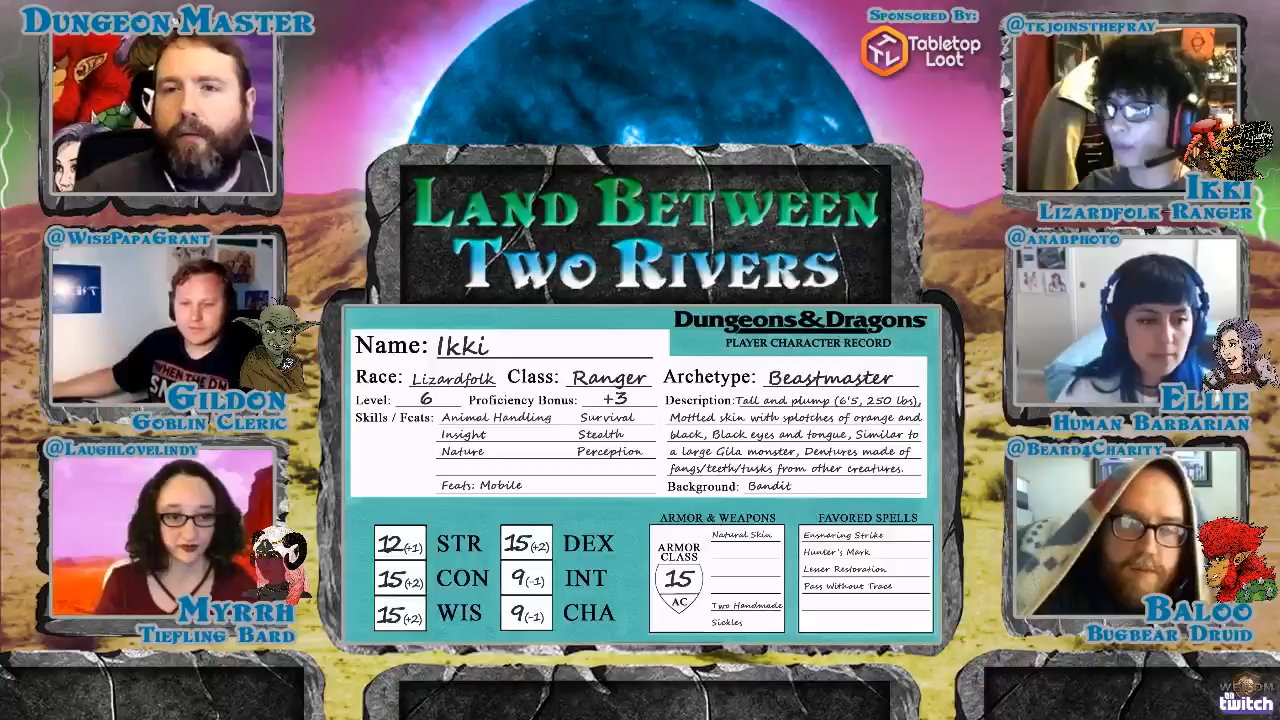 Dungeon Master
Sponsored By:
Tabletop
Loot
TTL
@tkjoinsthefray
Ikki
Lizardfolk Ranger
Land Between
Two Rivers
@WisePapaGrant
WHEN THE DM
Gildon
Goblin Cleric
@anabphoto
Ellie
Human Barbarian
@Laughlovelindy
Myrrh
Tiefling Bard
@Beard4Charity
Baloo
Bugbear Druid
Dungeons&Dragons
PLAYER CHARACTER RECORD
Name: Ikki
Race: Lizardfolk Class: Ranger Archetype: Beastmaster
Level: 6 Proficiency Bonus: +3
Skills / Feats: Animal Handling Survival
Insight Stealth
Nature Perception
Feats: Mobile
Description: Tall and plump (6'5, 250 lbs),
Mottled skin with splotches of orange and
black, Black eyes and tongue, Similar to
a large Gila monster, Dentures made of
fangs/teeth/tusks from other creatures.
Background: Bandit
12 (+1) STR 15 (+2) DEX
15 (+2) CON 9 (-1) INT
15 (+2) WIS 9 (-1) CHA
ARMOR & WEAPONS
ARMOR
CLASS
15
AC
Natural Skin
Two Handmade
Sickles
FAVORED SPELLS
Ensnaring Strike
Hunter's Mark
Lesser Restoration
Pass Without Trace
on
twitch